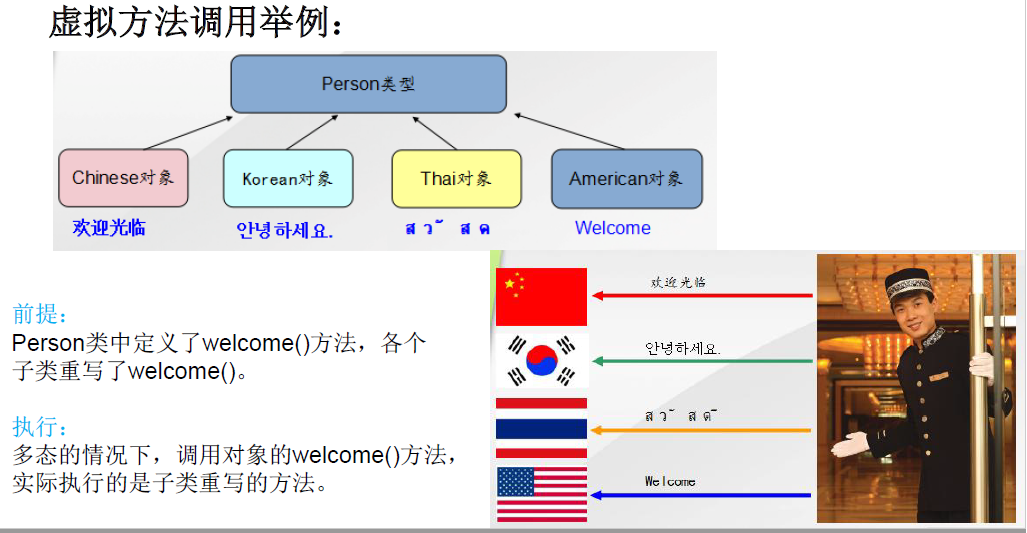 虚拟方法调用举例：
Person类型
Chinese对象
Korean对象
Thai对象
American对象
欢迎光临
안녕하세요.
ส ว ั ส ด
Welcome
欢迎光临
안녕하세요.
ส ว ั ส ด ี
Welcome
前提：
Person类中定义了welcome()方法，各个
子类重写了welcome()。
执行：
多态的情况下，调用对象的welcome()方法，
实际执行的是子类重写的方法。